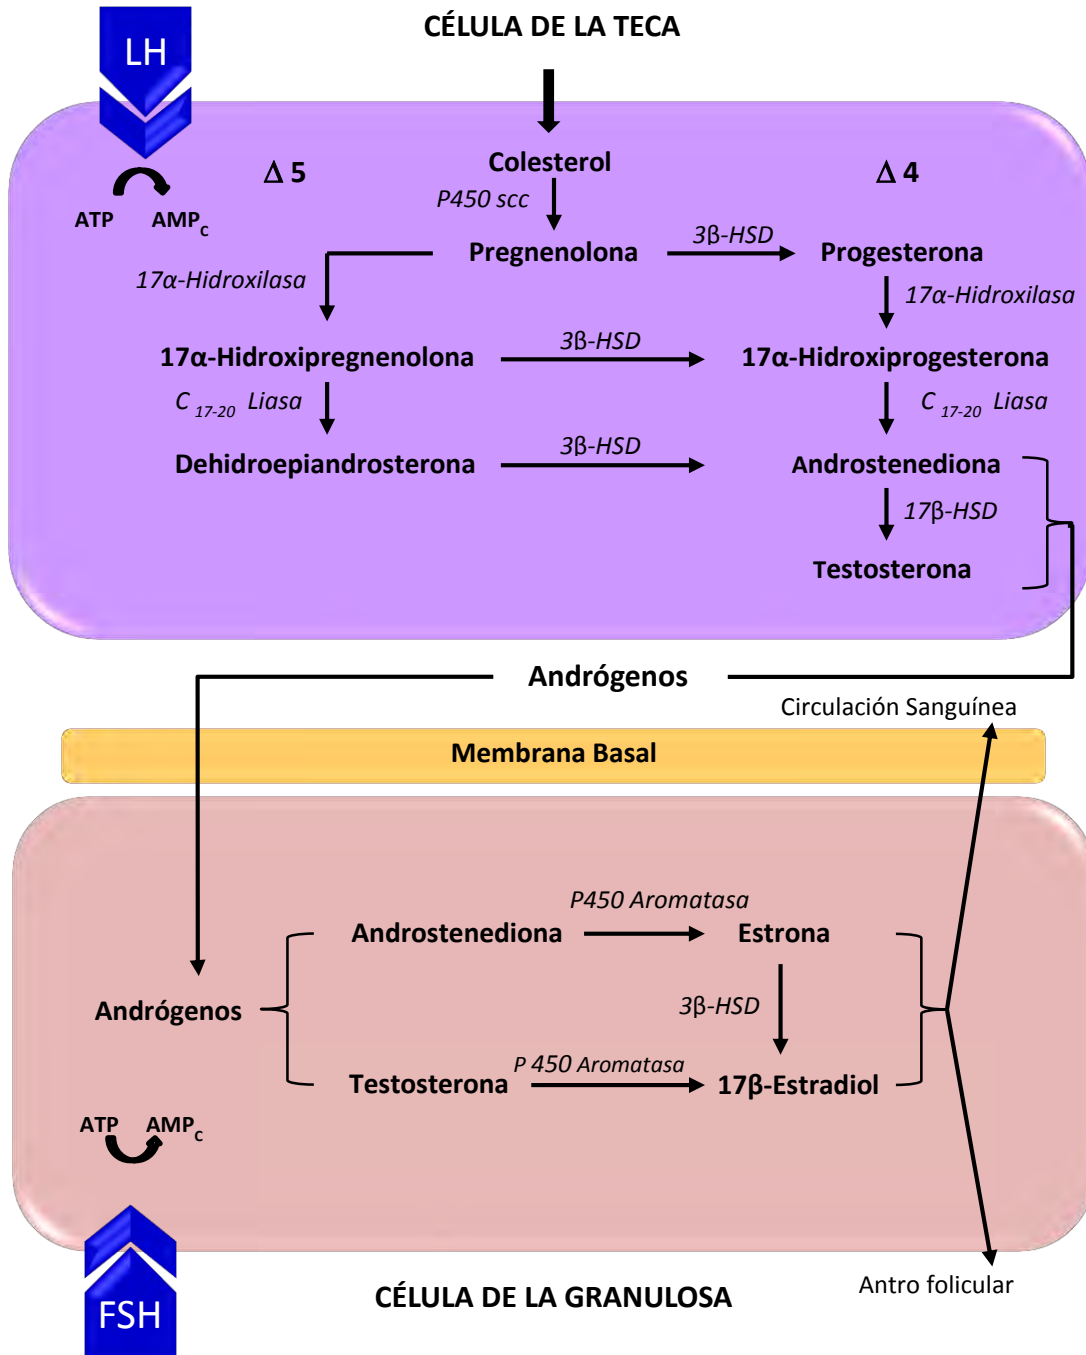 CÉLULA DE LA TECA
LH
Colesterol
Δ 5
Δ 4
P450 scc
ATP
AMPC
Pregnenolona
3β-HSD
Progesterona
17α-Hidroxilasa
17α-Hidroxilasa
17α-Hidroxipregnenolona
3β-HSD
17α-Hidroxiprogesterona
C 17-20 Liasa
C 17-20 Liasa
Dehidroepiandrosterona
3β-HSD
Androstenediona
17β-HSD
Testosterona
Andrógenos
Circulación Sanguínea
Membrana Basal
P450 Aromatasa
Androstenediona
Estrona
Andrógenos
3β-HSD
P 450 Aromatasa
Testosterona
17β-Estradiol
ATP
AMPC
FSH
CÉLULA DE LA GRANULOSA
Antro folicular